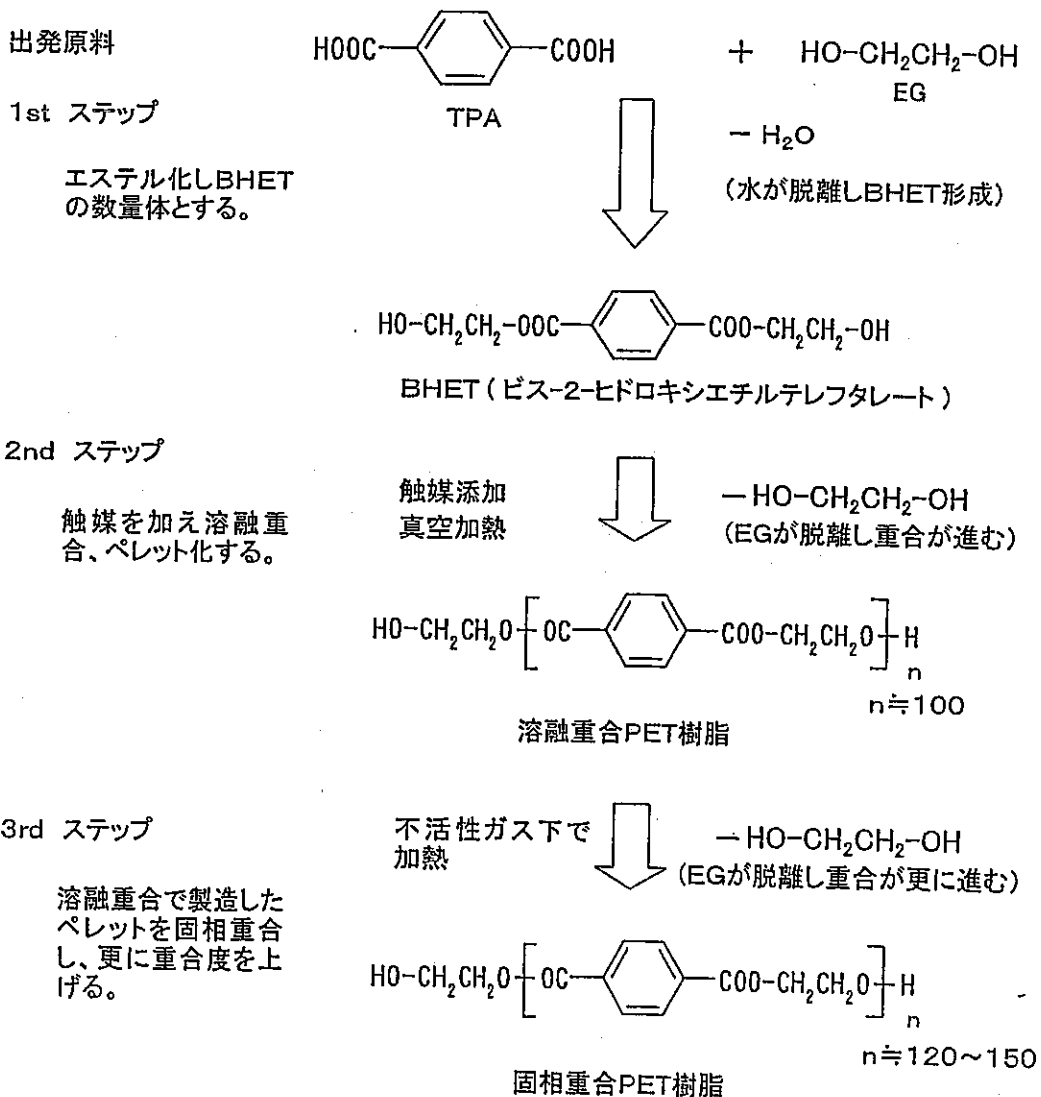 出発原料
HOOC COOH + HO-CH₂CH₂-OH
TPA
EG
1st ステップ
エステル化しBHET
の数量体とする。
− H₂O
(水が脱離しBHET形成)
HO-CH₂CH₂-OOC COO-CH₂CH₂-OH
BHET ( ビス-2-ヒドロキシエチルテレフタレート )
2nd ステップ
触媒を加え溶融重
合、ペレット化する。
触媒添加
真空加熱
−HO-CH₂CH₂-OH
(EGが脱離し重合が進む)
HO-CH₂CH₂O[OC COO-CH₂CH₂O]H
n
n≒100
溶融重合PET樹脂
3rd ステップ
溶融重合で製造した
ペレットを固相重合
し、更に重合度を上
げる。
不活性ガス下で
加熱
−HO-CH₂CH₂-OH
(EGが脱離し重合が更に進む)
HO-CH₂CH₂O[OC COO-CH₂CH₂O]H
n
n≒120～150
固相重合PET樹脂